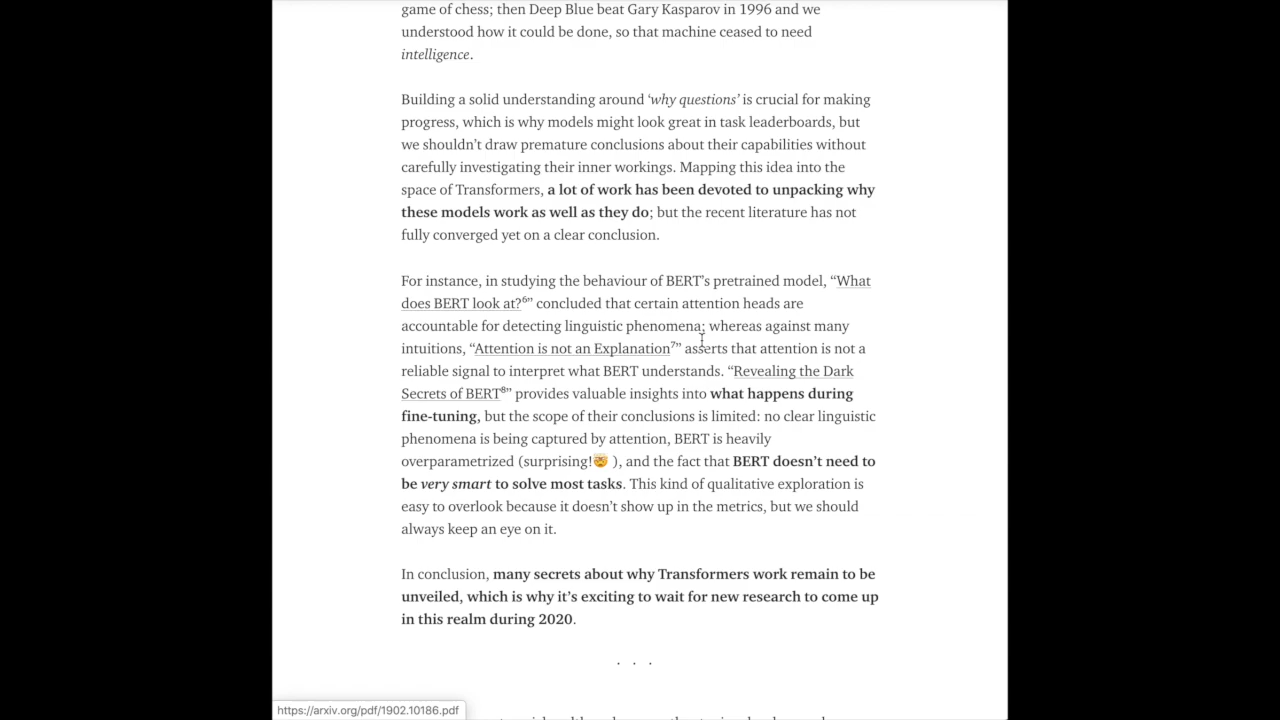 game of chess; then Deep Blue beat Gary Kasparov in 1996 and we
understood how it could be done, so that machine ceased to need
intelligence.
Building a solid understanding around ‘why questions’ is crucial for making
progress, which is why models might look great in task leaderboards, but
we shouldn’t draw premature conclusions about their capabilities without
carefully investigating their inner workings. Mapping this idea into the
space of Transformers, a lot of work has been devoted to unpacking why
these models work as well as they do; but the recent literature has not
fully converged yet on a clear conclusion.
For instance, in studying the behaviour of BERT’s pretrained model, “What
does BERT look at?⁶” concluded that certain attention heads are
accountable for detecting linguistic phenomena; whereas against many
intuitions, “Attention is not an Explanation⁷” asserts that attention is not a
reliable signal to interpret what BERT understands. “Revealing the Dark
Secrets of BERT⁸” provides valuable insights into what happens during
fine-tuning, but the scope of their conclusions is limited: no clear linguistic
phenomena is being captured by attention, BERT is heavily
overparametrized (surprising!🤯 ), and the fact that BERT doesn’t need to
be very smart to solve most tasks. This kind of qualitative exploration is
easy to overlook because it doesn’t show up in the metrics, but we should
always keep an eye on it.
In conclusion, many secrets about why Transformers work remain to be
unveiled, which is why it’s exciting to wait for new research to come up
in this realm during 2020.
. . .
https://arxiv.org/pdf/1902.10186.pdf